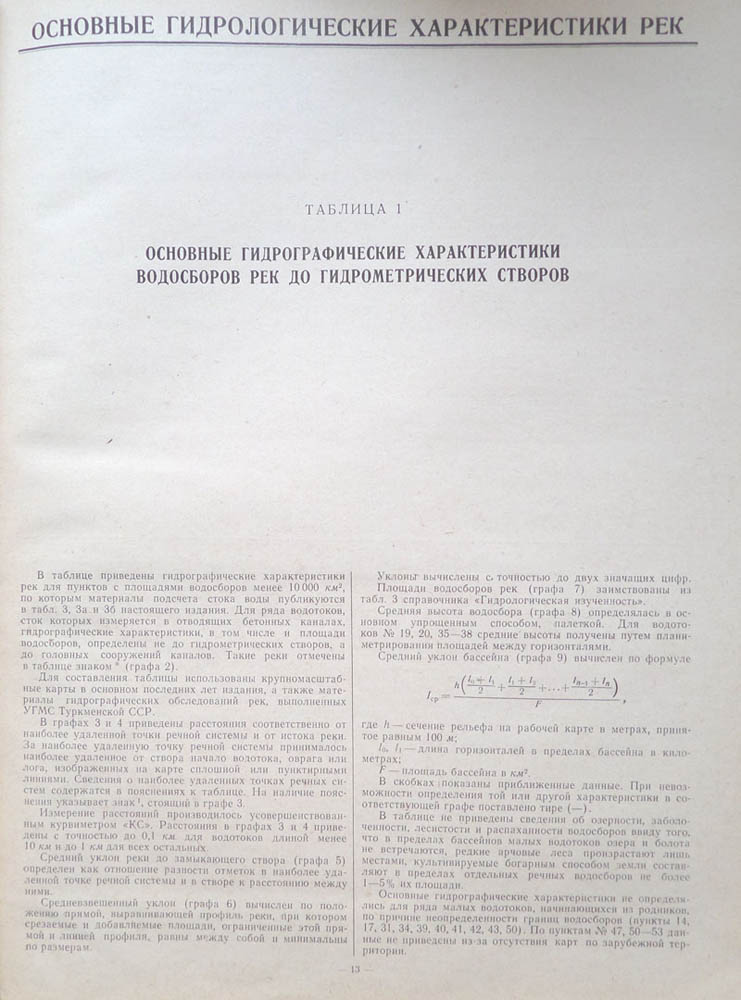 ОСНОВНЫЕ ГИДРОЛОГИЧЕСКИЕ ХАРАКТЕРИСТИКИ РЕК
ТАБЛИЦА 1
ОСНОВНЫЕ ГИДРОГРАФИЧЕСКИЕ ХАРАКТЕРИСТИКИ
ВОДОСБОРОВ РЕК ДО ГИДРОМЕТРИЧЕСКИХ СТВОРОВ
В таблице приведены гидрографические характеристики
рек для пунктов с площадями водосборов менее 10 000 км²,
по которым материалы подсчета стока воды публикуются
в табл. 3, 3а и 3б настоящего издания. Для ряда водотоков,
сток которых измеряется в отводящих бетонных каналах,
гидрографические характеристики, в том числе и площади
водосборов, определены не до гидрометрических створов, а
до головных сооружений каналов. Такие реки отмечены
в таблице знаком * (графа 2).
Для составления таблицы использованы крупномасштаб-
ные карты в основном последних лет издания, а также мате-
риалы гидрографических обследований рек, выполненных
УГМС Туркменской ССР.
В графах 3 и 4 приведены расстояния соответственно от
наиболее удаленной точки речной системы и от истока реки.
За наиболее удаленную точку речной системы принималось
наиболее удаленное от створа начало водотока, оврага или
лога, изображенных на карте сплошной или пунктирными
линиями. Сведения о наиболее удаленных точках речных си-
стем содержатся в пояснениях к таблице. На наличие пояс-
нения указывает знак ¹, стоящий в графе 3.
Измерение расстояний производилось усовершенствован-
ным курвиметром «КС». Расстояния в графах 3 и 4 приве-
дены с точностью до 0,1 км для водотоков длиной менее
10 км и до 1 км для всех остальных.
Средний уклон реки до замыкающего створа (графа 5)
определен как отношение разности отметок в наиболее уда-
ленной точке речной системы и в створе к расстоянию между
ними.
Средневзвешенный уклон (графа 6) вычислен по поло-
жению прямой, выравнивающей профиль реки, при котором
срезаемые и добавляемые площади, ограниченные этой пря-
мой и линией профиля, равны между собой и минимальны
по размерам.
Уклоны вычислены с точностью до двух значащих цифр.
Площади водосборов рек (графа 7) заимствованы из
табл. 3 справочника «Гидрологическая изученность».
Средняя высота водосбора (графа 8) определялась в ос-
новном упрощенным способом, палеткой. Для водото-
ков № 19, 20, 35—38 средние высоты получены путем плани-
метрирования площадей между горизонталями.
Средний уклон бассейна (графа 9) вычислен по формуле
Iср = h((l₀ + l₁)/2 + (l₁ + l₂)/2 + ... + (lₙ₋₁ + lₙ)/2) / F ,
где h — сечение рельефа на рабочей карте в метрах, приня-
тое равным 100 м;
l₀, l₁ — длина горизонталей в пределах бассейна в кило-
метрах;
F — площадь бассейна в км².
В скобках показаны приближенные данные. При невоз-
можности определения той или другой характеристики в со-
ответствующей графе поставлено тире (—).
В таблице не приведены сведения об озерности, заболо-
ченности, лесистости и распаханности водосборов ввиду того,
что в пределах бассейнов малых водотоков озера и болота
не встречаются, редкие арчовые леса произрастают лишь
местами, культивируемые богарным способом земли состав-
ляют в пределах отдельных речных водосборов не более
1—5% их площади.
Основные гидрографические характеристики не определя-
лись для ряда малых водотоков, начинающихся из родников,
по причине неопределенности границ водосборов (пункты 14,
17, 31, 34, 39, 40, 41, 42, 43, 50). По пунктам № 47, 50—53 дан-
ные не приведены из-за отсутствия карт по зарубежной тер-
ритории.
— 13 —